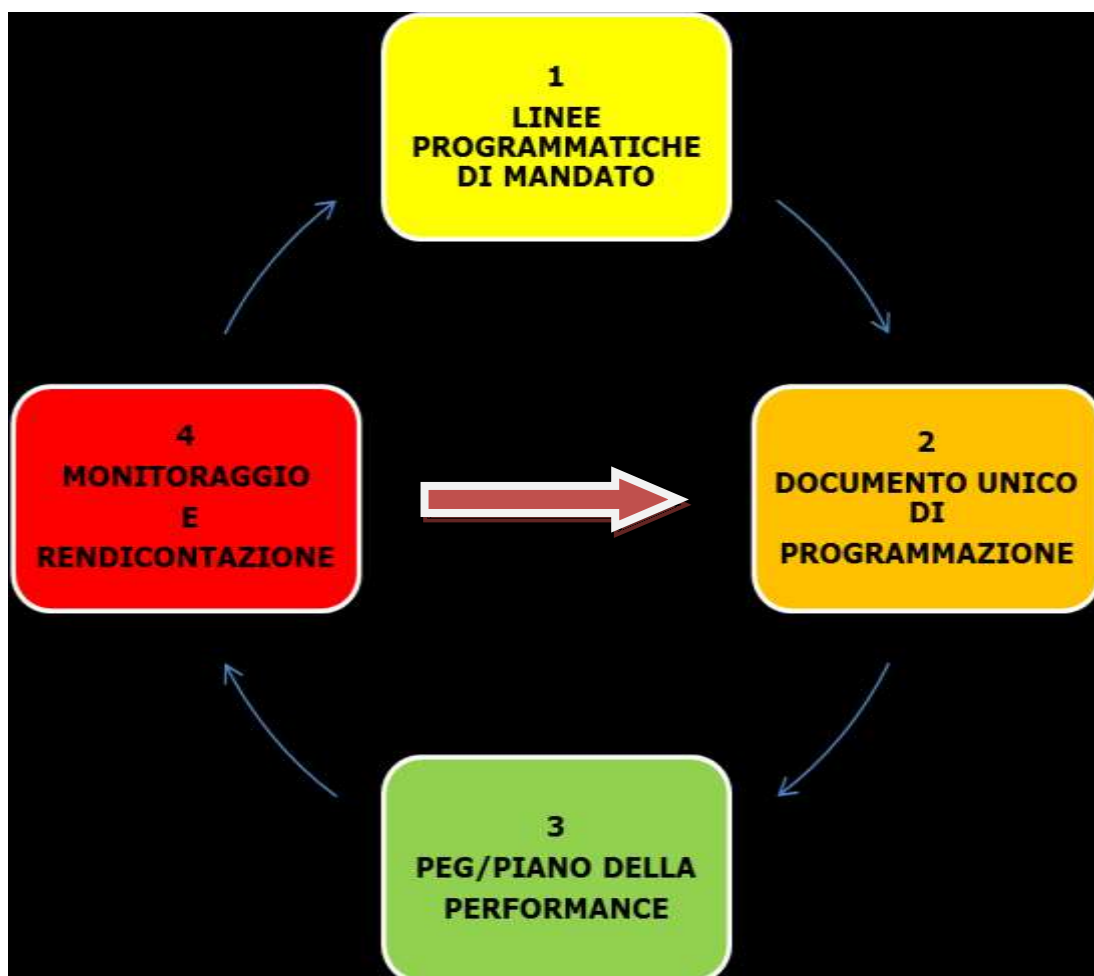 1
LINEE
PROGRAMMATICHE
DI MANDATO
4
MONITORAGGIO
E
RENDICONTAZIONE
2
DOCUMENTO UNICO
DI
PROGRAMMAZIONE
3
PEG/PIANO DELLA
PERFORMANCE